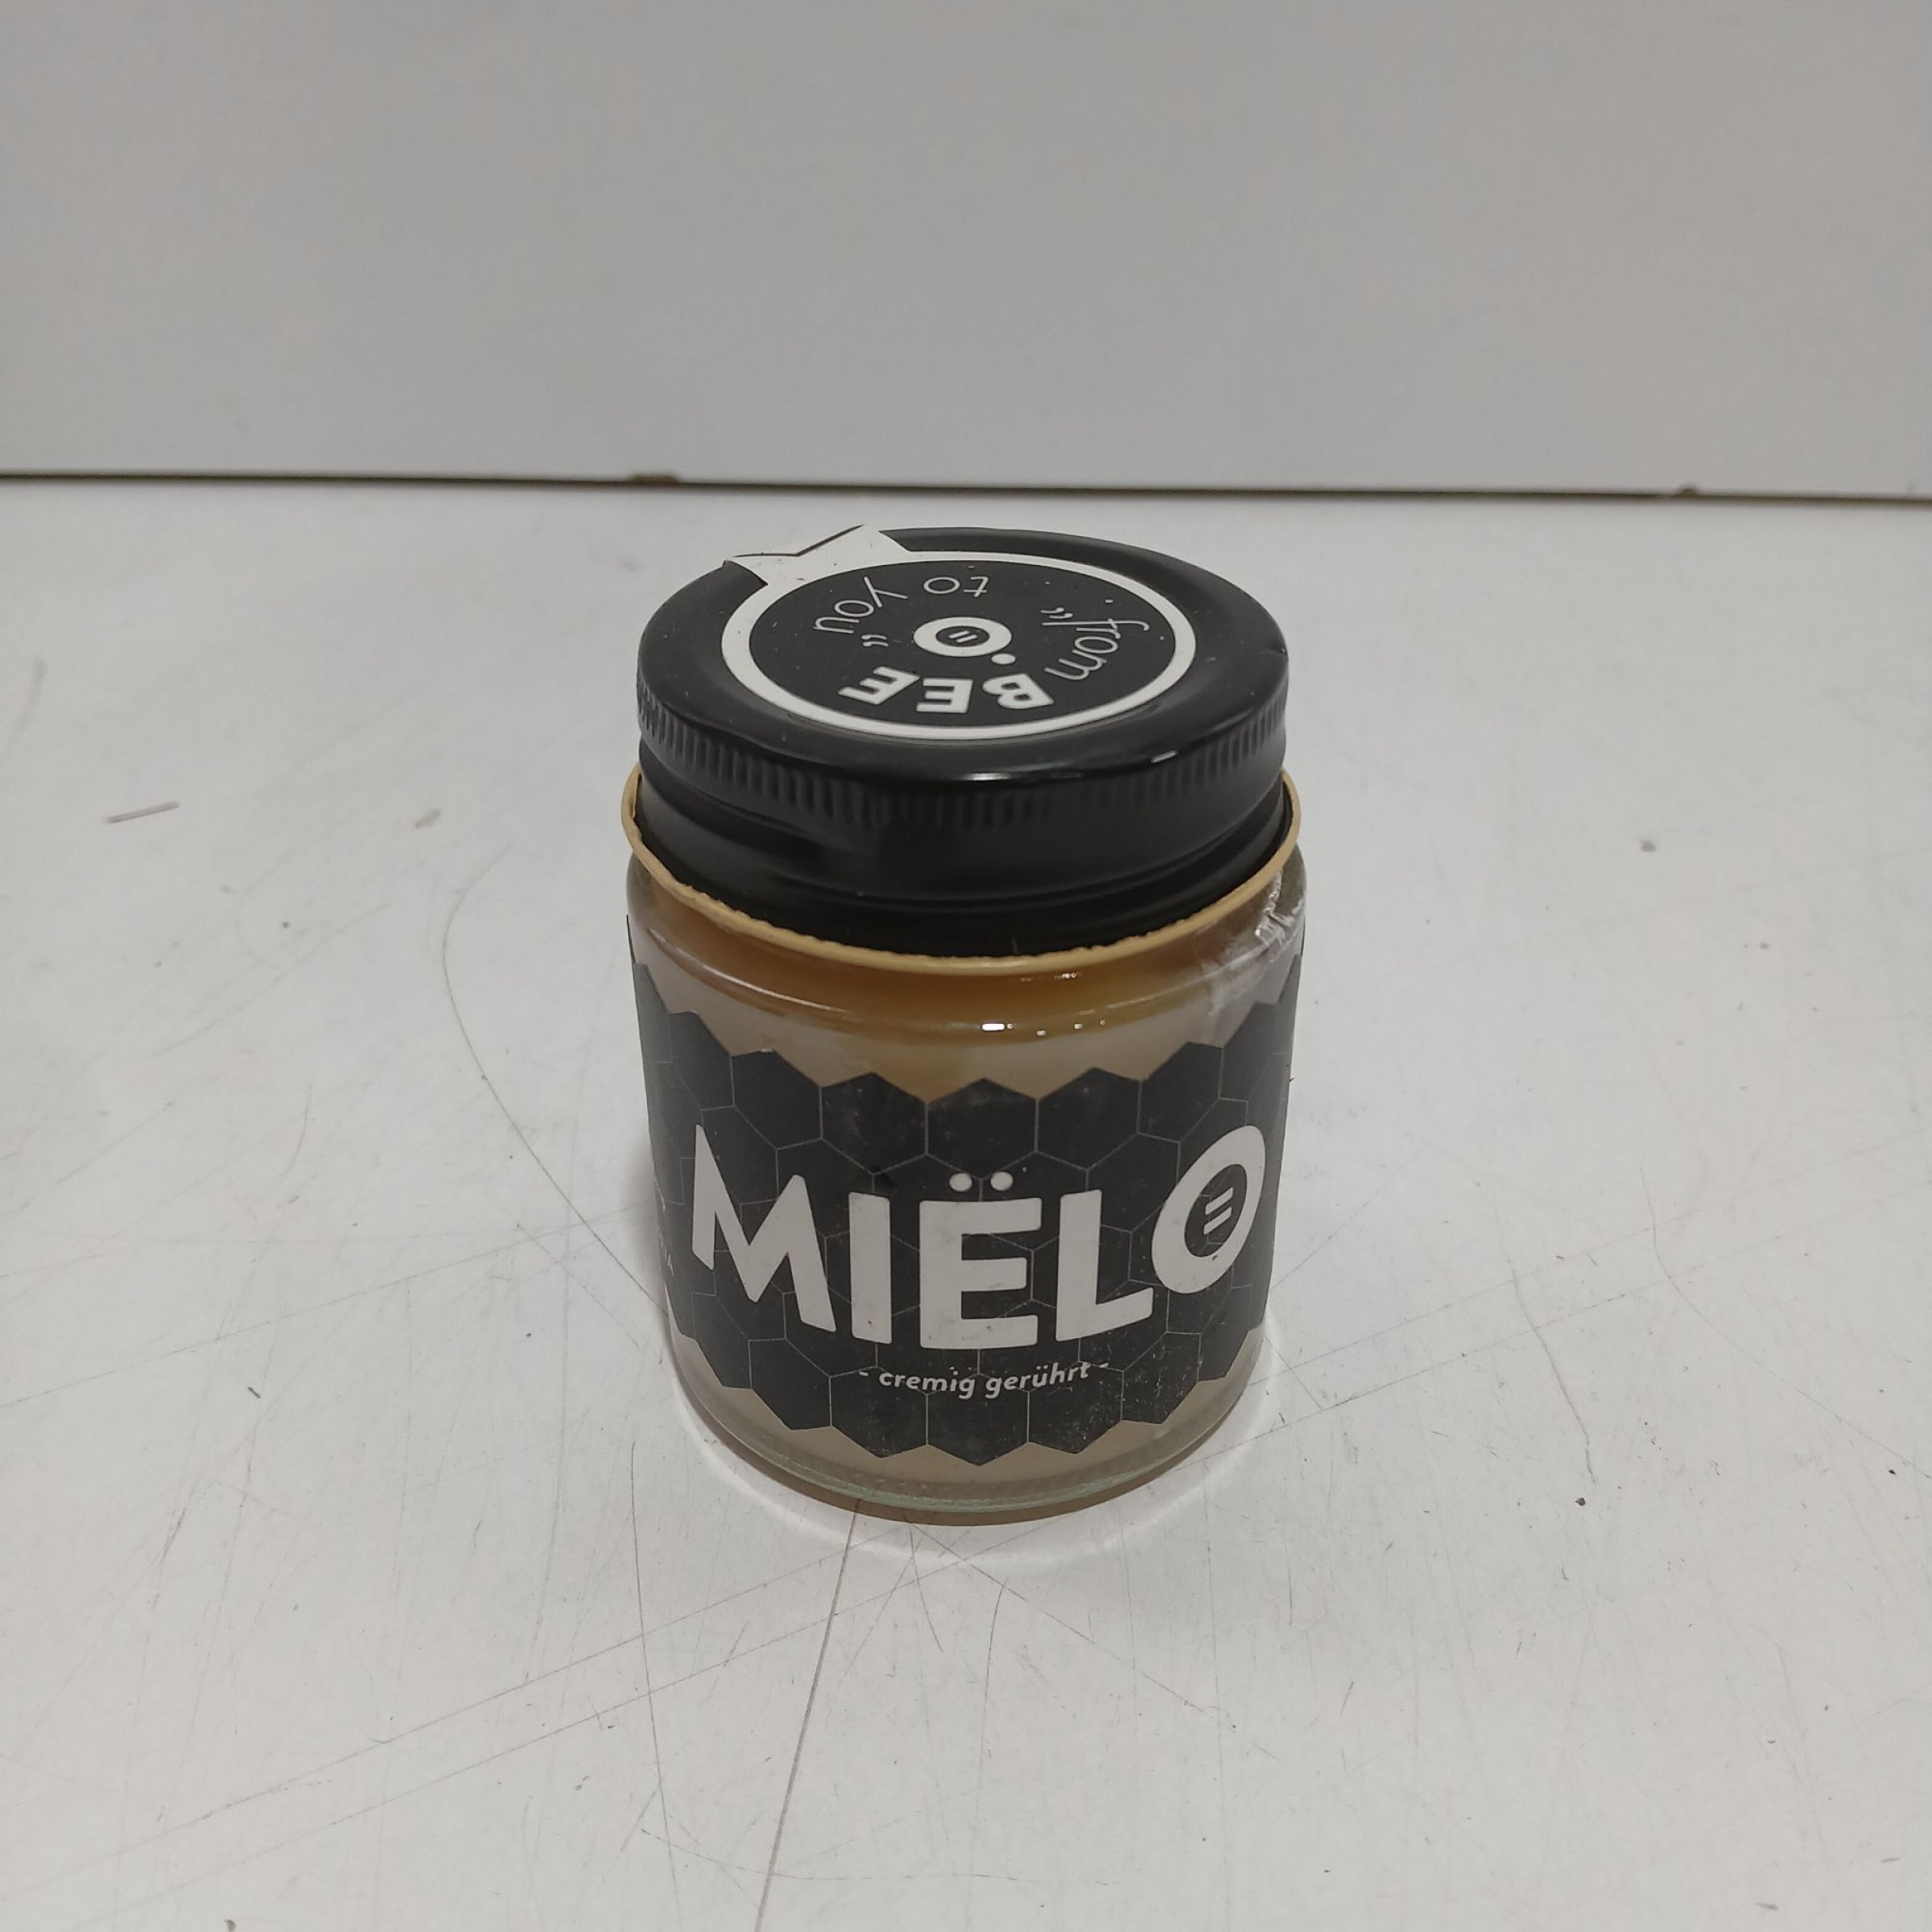 „from
BEE
to you“
MIËLO
- cremig gerührt -